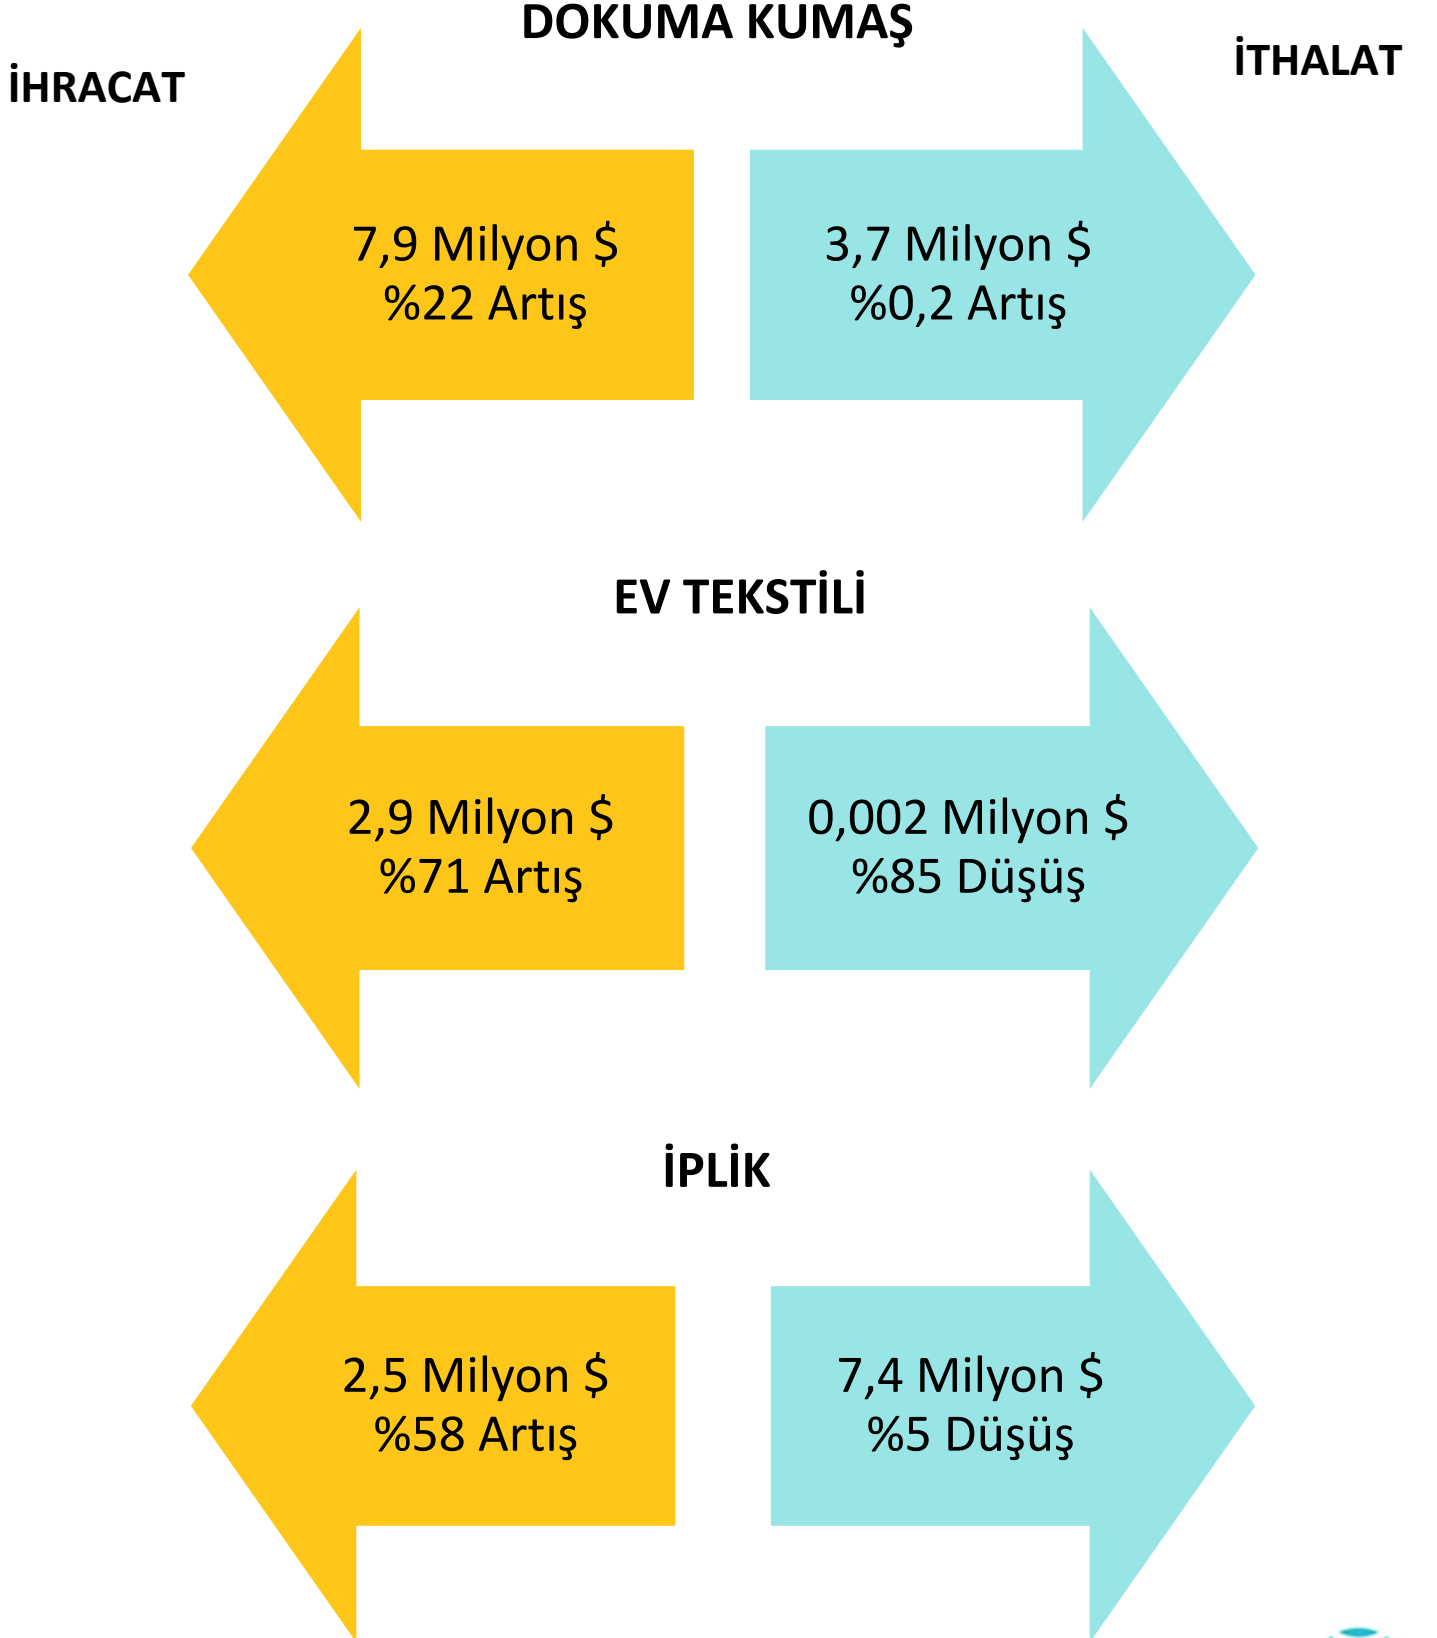 DOKUMA KUMAŞ
İHRACAT
İTHALAT
7,9 Milyon $
%22 Artış
3,7 Milyon $
%0,2 Artış
EV TEKSTİLİ
2,9 Milyon $
%71 Artış
0,002 Milyon $
%85 Düşüş
İPLİK
2,5 Milyon $
%58 Artış
7,4 Milyon $
%5 Düşüş